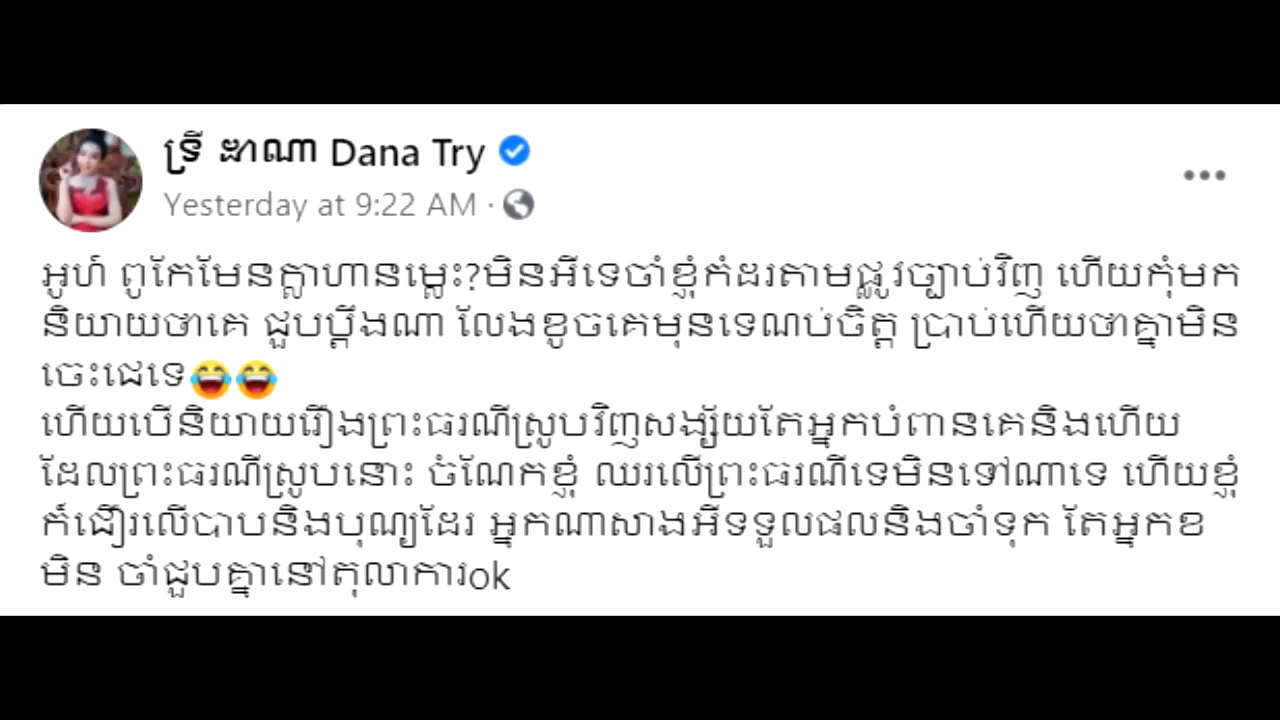 ទ្រី ដាណា Dana Try
Yesterday at 9:22 AM ·
អូហ៍ ពូកែមែនក្លាហានម្លេះ?មិនអីទេចាំខ្ញុំកំដរតាមផ្លូវច្បាប់វិញ ហើយកុំមក
និយាយថាគេ ជួបប្ដឹងណា លែងខូចគេមុនទេណប់ចិត្ត ប្រាប់ហើយថាគ្នាមិន
ចេះជេទេ😂😂
ហើយបើនិយាយរឿងព្រះធរណីស្រូបវិញសង្ស័យតែអ្នកបំពានគេនិងហើយ
ដែលព្រះធរណីស្រូបនោះ ចំណែកខ្ញុំ ឈរលើព្រះធរណីទេមិនទៅណាទេ ហើយខ្ញុំ
ក៍ជឿរលើបាបនិងបុណ្យដែរ អ្នកណាសាងអីទទួលផលនិងចាំទុក តែអ្នកខ
មិន ចាំជួបគ្នានៅតុលាការok